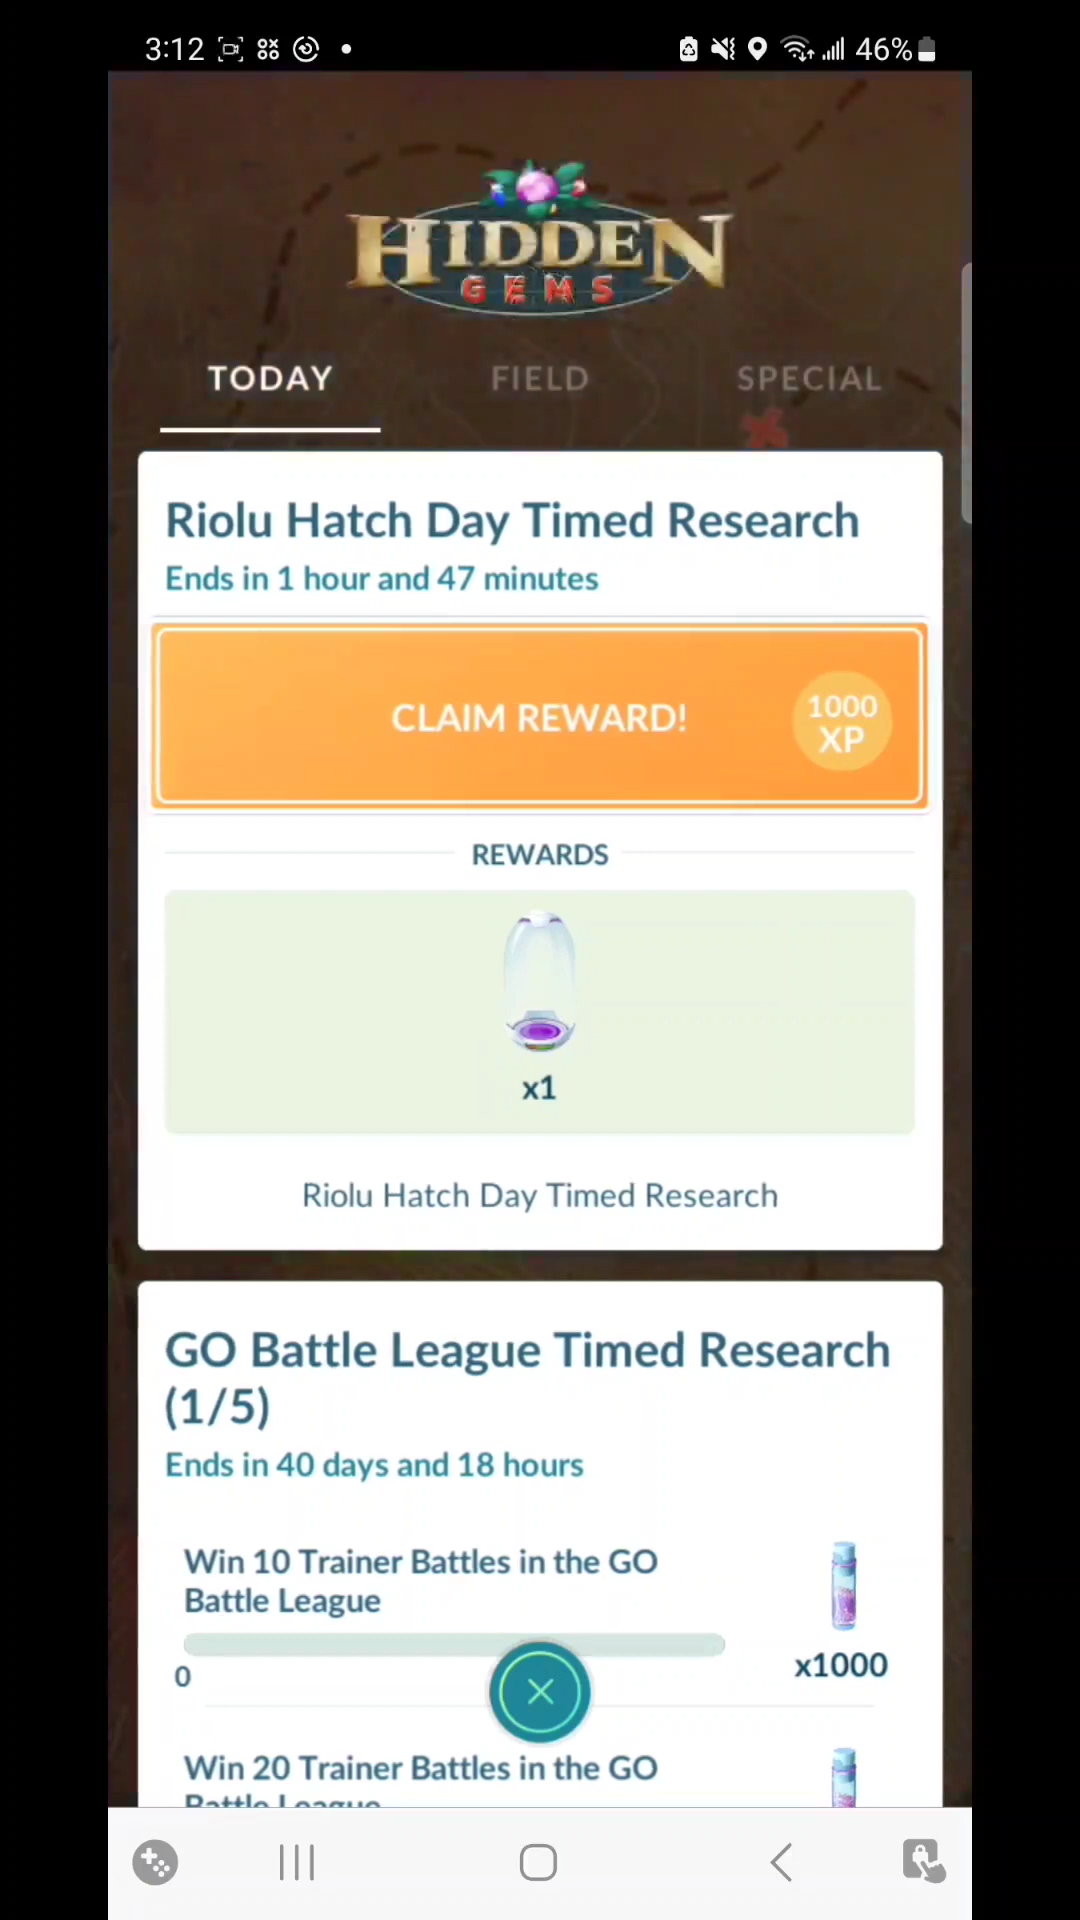 3:12
46%
HIDDEN
GEMS
TODAY FIELD SPECIAL
Riolu Hatch Day Timed Research
Ends in 1 hour and 47 minutes
CLAIM REWARD!
1000
XP
REWARDS
x1
Riolu Hatch Day Timed Research
GO Battle League Timed Research
(1/5)
Ends in 40 days and 18 hours
Win 10 Trainer Battles in the GO
Battle League
x1000
0
Win 20 Trainer Battles in the GO
Battle League